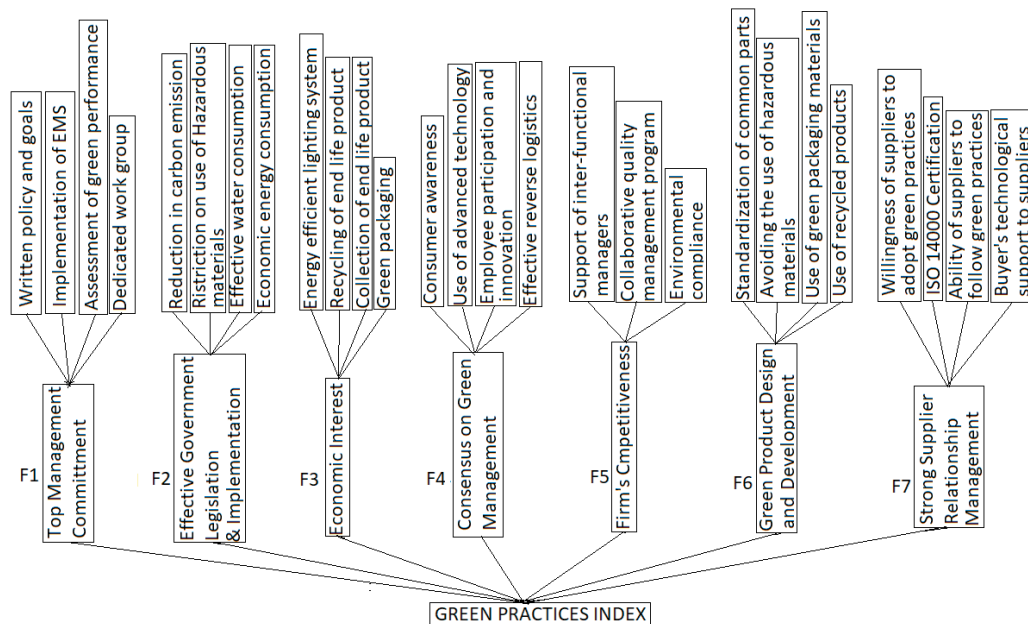 Written policy and goals
Implementation of EMS
Assessment of green performance
Dedicated work group
Reduction in carbon emission
Ristriction on use of Hazardous
materials
Effective water consumption
Economic energy consumption
Energy efficient lighting system
Recycling of end life product
Collection of end life product
Green packaging
Consumer awareness
Use of advanced technology
Employee participation and
innovation
Effective reverse logistics
Support of inter-functional
managers
Collaborative quality
management program
Environmental
compliance
Standardization of common parts
Avoiding the use of hazardous
materials
Use of green packaging materials
Use of recycled products
Willingness of suppliers to
adopt green practices
ISO 14000 Certification
Ability of suppliers to
follow green practices
Buyer's technological
support to suppliers
F1
Top Management
Committment
F2
Effective Government
Legislation
& Implementation
F3
Economic Interest
F4
Consensus on Green
Management
F5
Firm's Cmpetitiveness
F6
Green Product Design
and Development
F7
Strong Supplier
Relationship
Management
GREEN PRACTICES INDEX